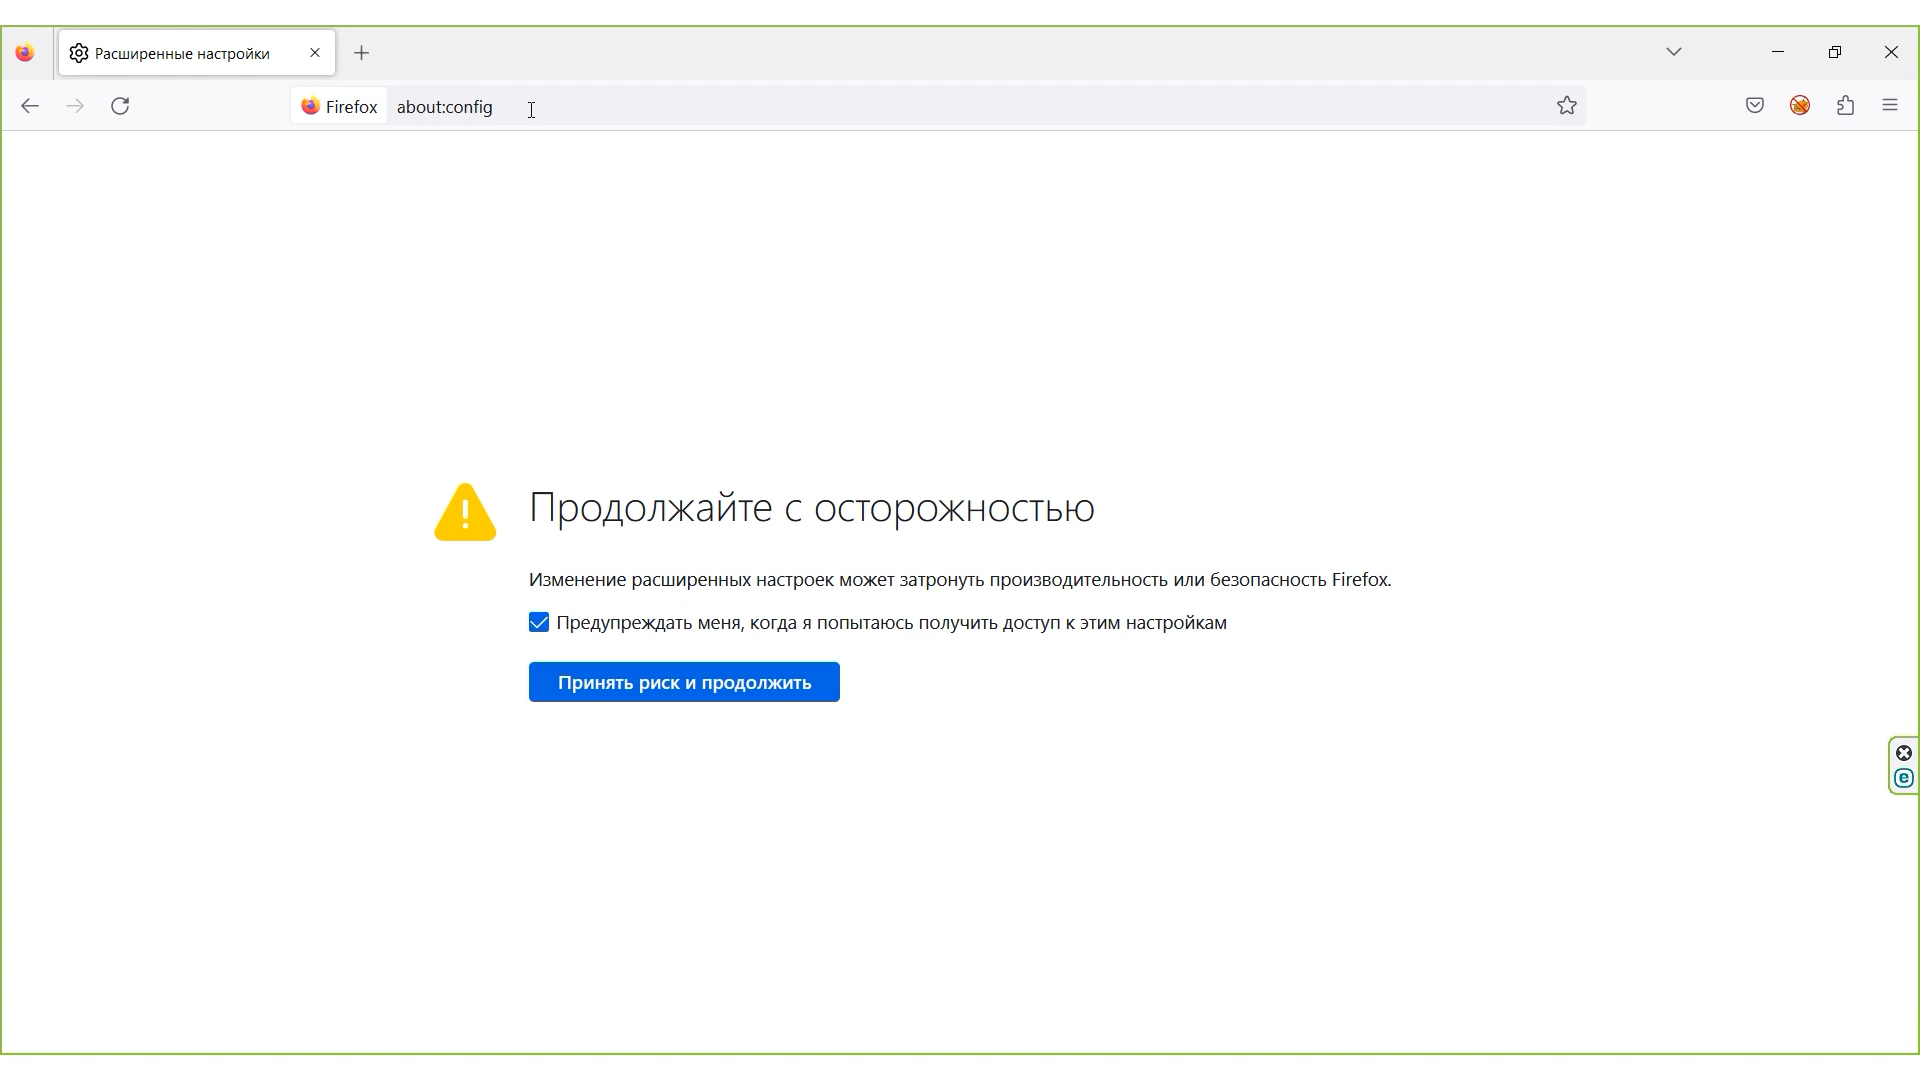 Расширенные настройки
Firefox about:config
Продолжайте с осторожностью
Изменение расширенных настроек может затронуть производительность или безопасность Firefox.
Предупреждать меня, когда я попытаюсь получить доступ к этим настройкам
Принять риск и продолжить